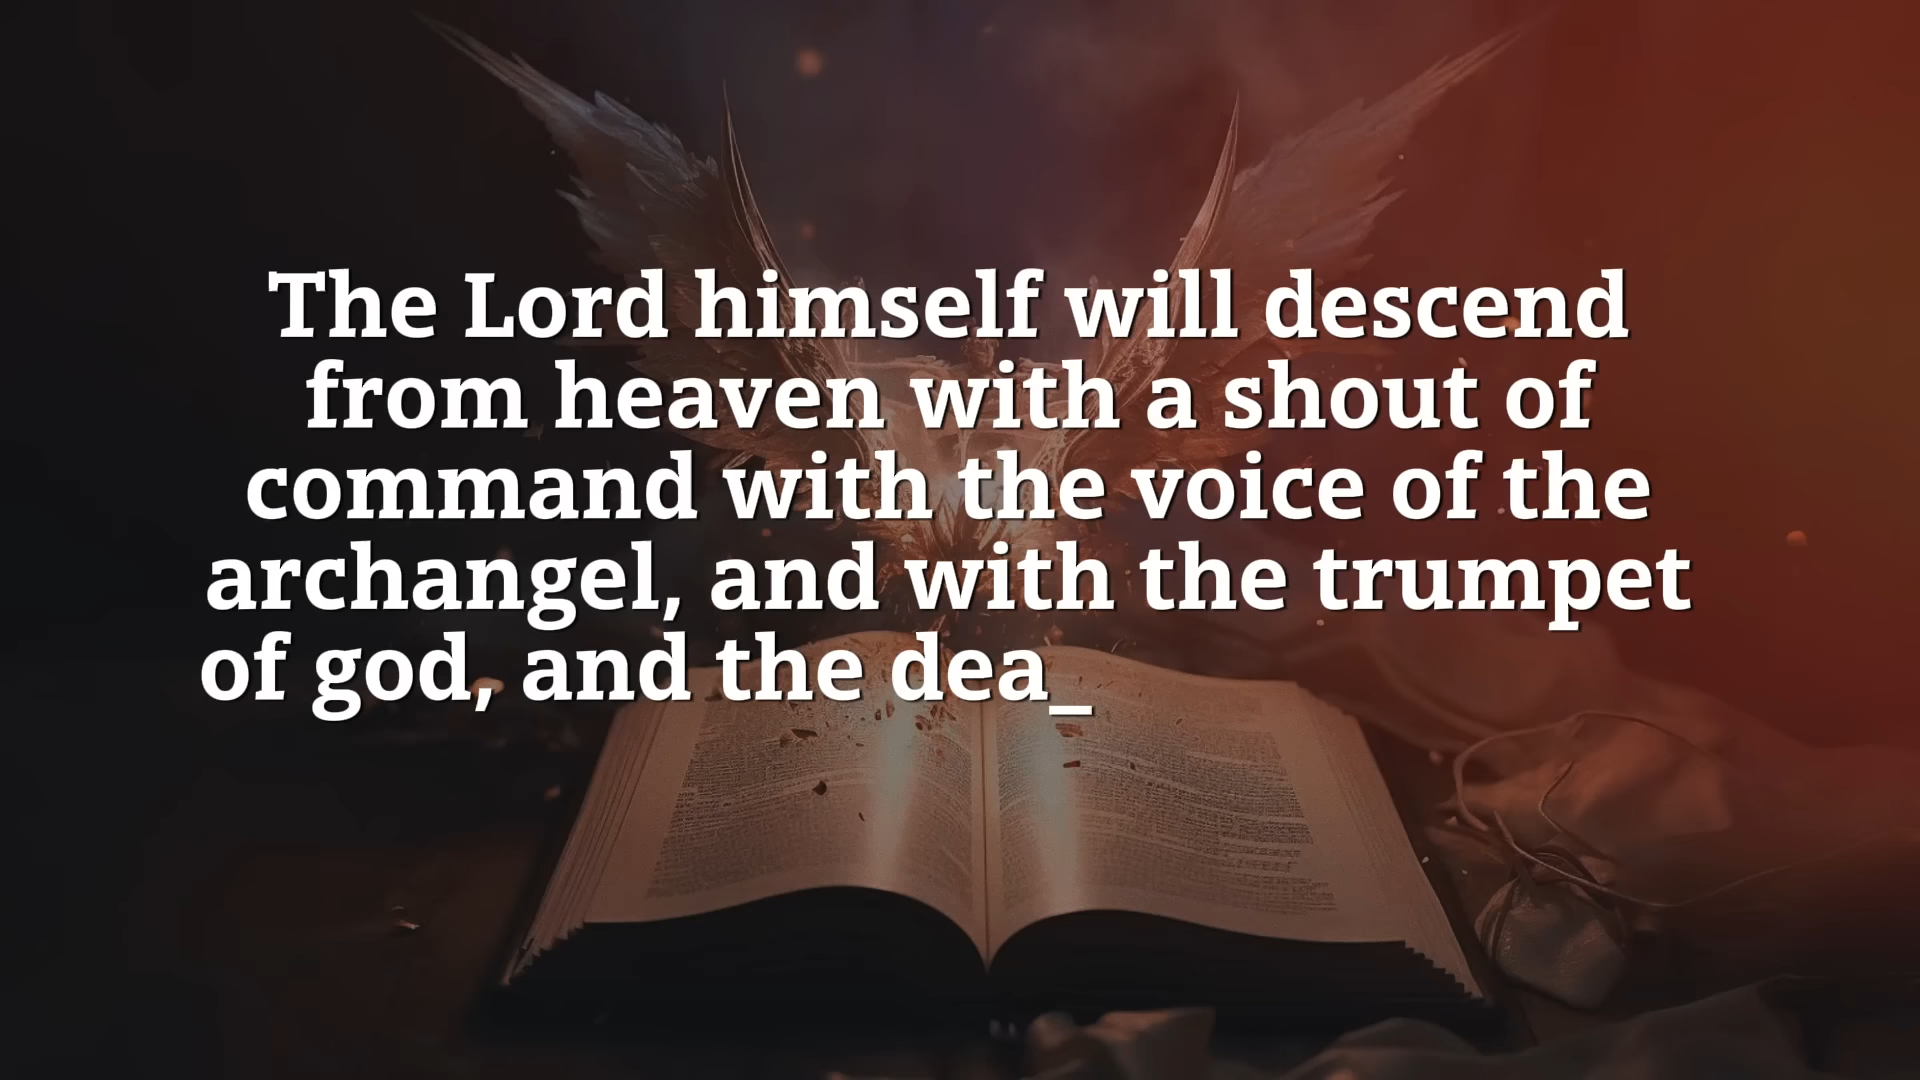 The Lord himself will descend
from heaven with a shout of
command with the voice of the
archangel, and with the trumpet
of god, and the dea_